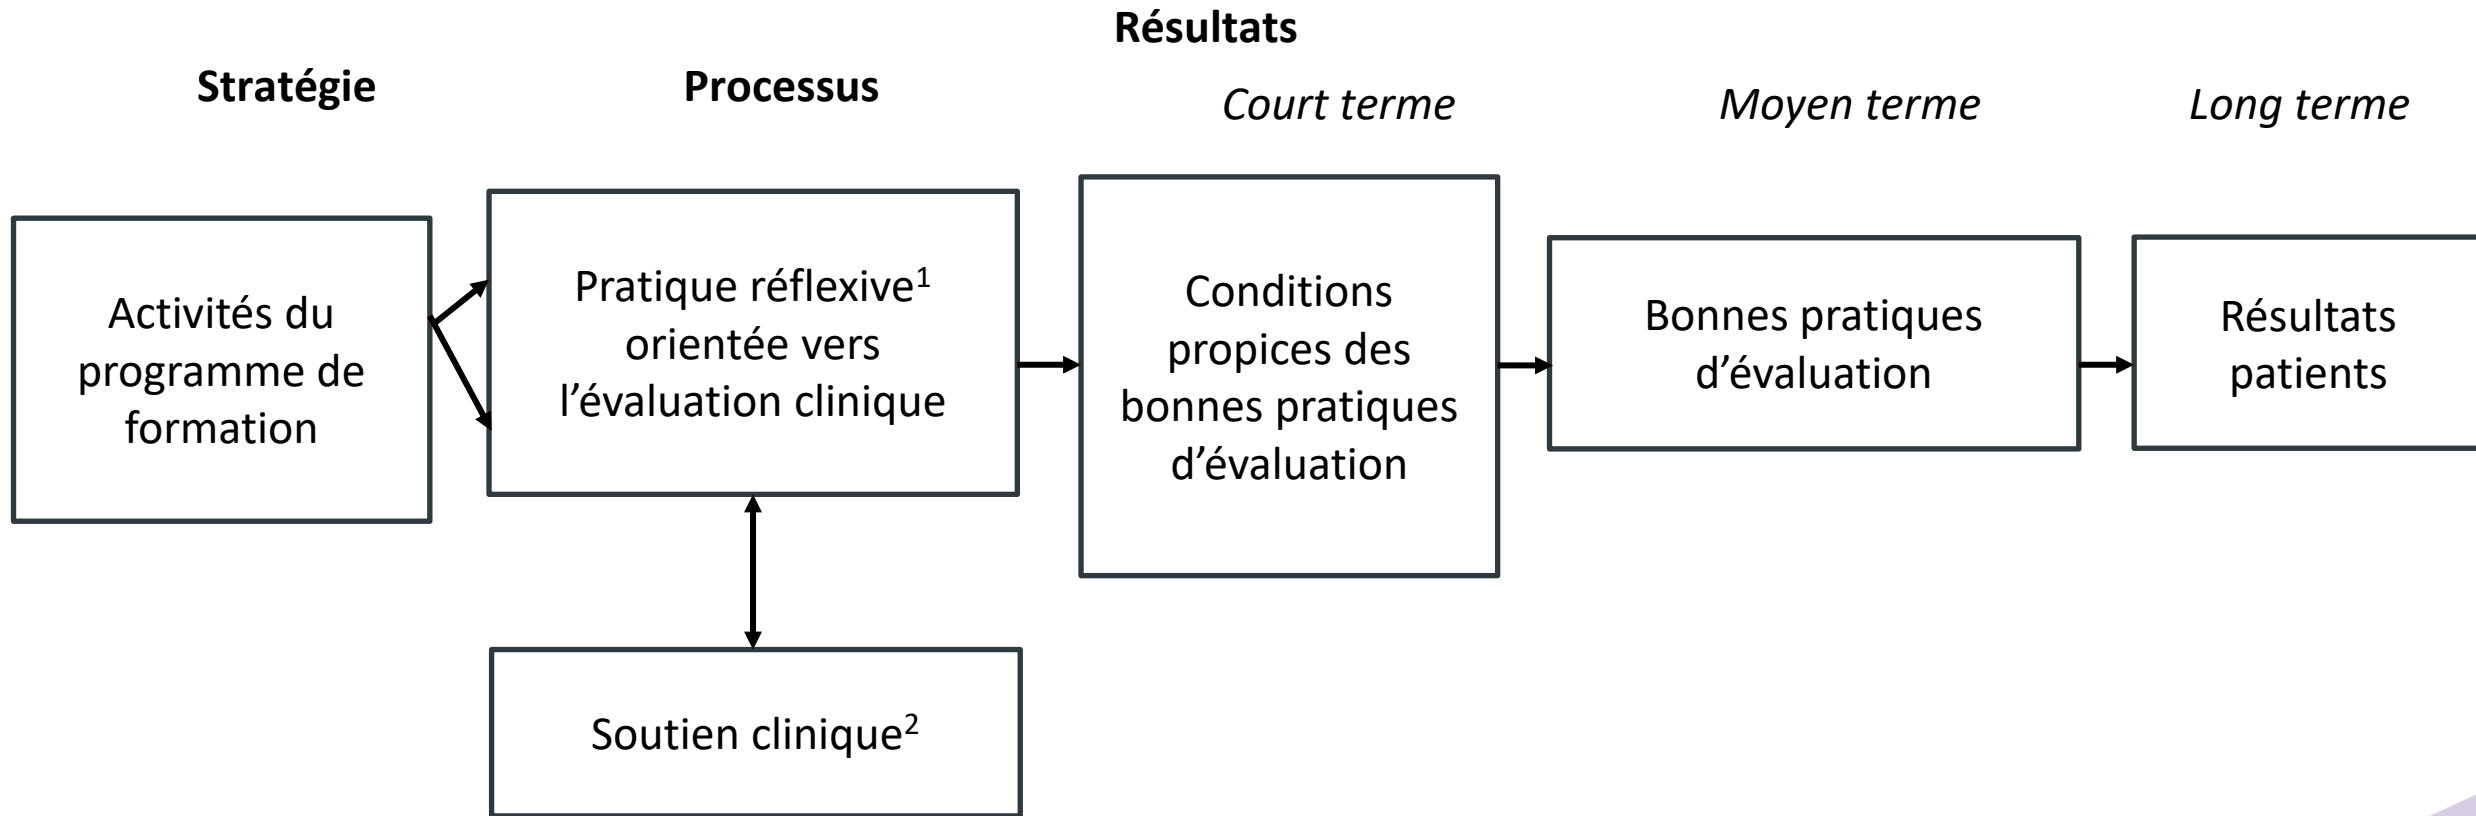 Résultats
Stratégie
Processus
Court terme
Moyen terme
Long terme
Activités du
programme de
formation
Pratique réflexive¹
orientée vers
l’évaluation clinique
Conditions
propices des
bonnes pratiques
d’évaluation
Bonnes pratiques
d’évaluation
Résultats
patients
Soutien clinique²